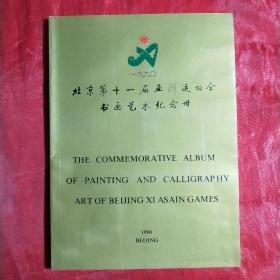 一九九〇
北京第十一届亚洲运动会
书画艺术纪念册
THE COMMEMORATIVE ALBUM
OF PAINTING AND CALLIGRAPHY
ART OF BEIJING XI ASAIN GAMES
1990
BEIJING